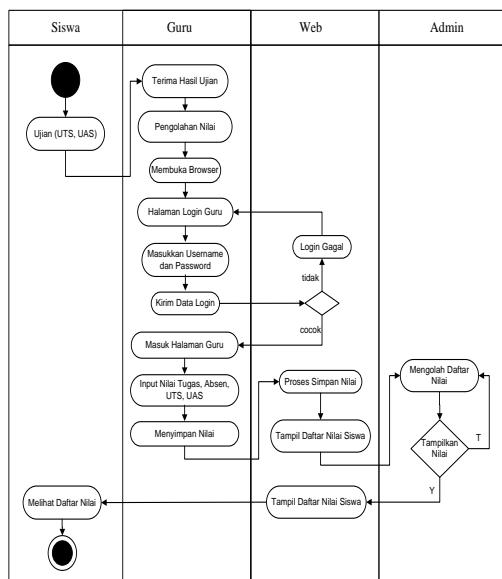 Siswa
Guru
Web
Admin
Terima Hasil Ujian
Ujian (UTS, UAS)
Pengolahan Nilai
Membuka Browser
Halaman Login Guru
Masukkan Username
dan Password
Login Gagal
tidak
Kirim Data Login
cocok
Masuk Halaman Guru
Input Nilai Tugas, Absen,
UTS, UAS
Menyimpan Nilai
Proses Simpan Nilai
Tampil Daftar Nilai Siswa
Mengolah Daftar
Nilai
Tampilkan
Nilai
T
Y
Tampil Daftar Nilai Siswa
Melihat Daftar Nilai